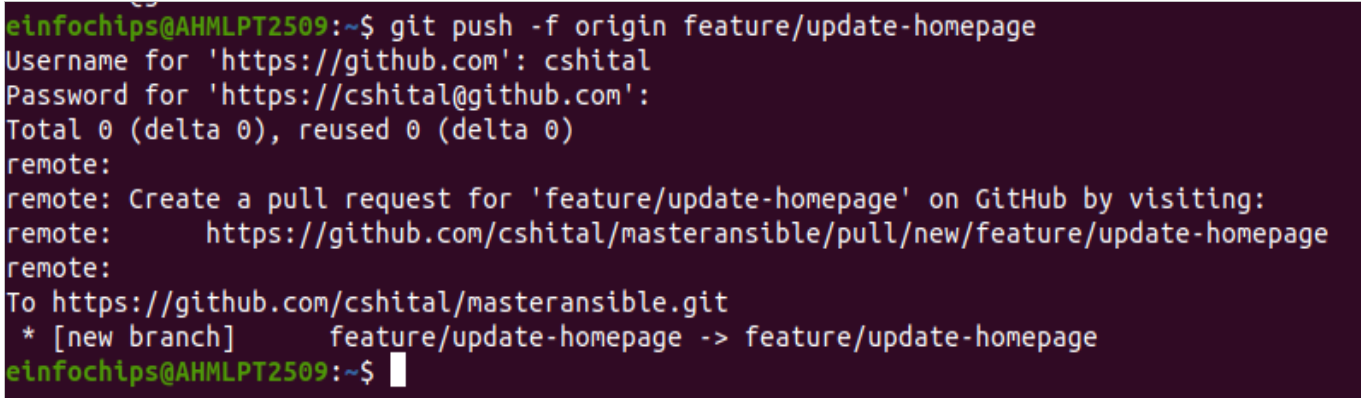 einfochips@AHMLPT2509:~$ git push -f origin feature/update-homepage
Username for 'https://github.com': cshital
Password for 'https://cshital@github.com':
Total 0 (delta 0), reused 0 (delta 0)
remote:
remote: Create a pull request for 'feature/update-homepage' on GitHub by visiting:
remote:      https://github.com/cshital/masteransible/pull/new/feature/update-homepage
remote:
To https://github.com/cshital/masteransible.git
 * [new branch]      feature/update-homepage -> feature/update-homepage
einfochips@AHMLPT2509:~$